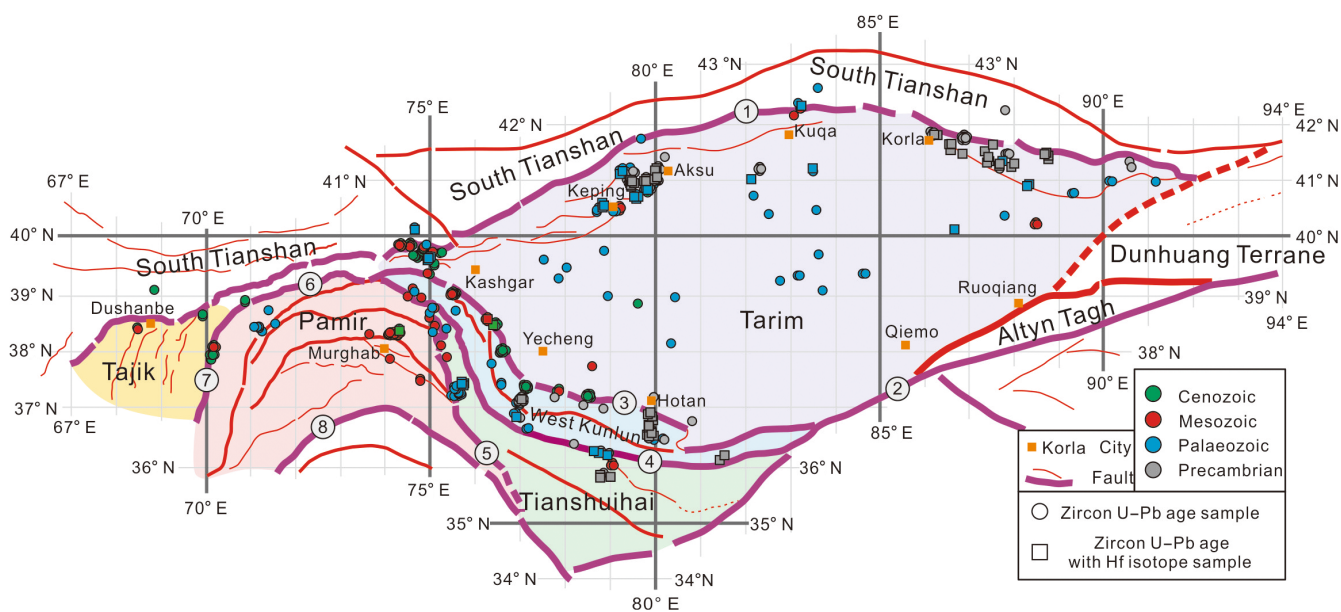 85° E
43° N
43° N
80° E
South Tianshan
90° E
94° E
75° E
1
42° N
42° N
Kuqa
Korla
South Tianshan
Aksu
67° E
41° N
41° N
Keping
70° E
40° N
40° N
South Tianshan
Dunhuang Terrane
Kashgar
6
39° N
Ruoqiang
39° N
Dushanbe
Pamir
Tarim
Altyn Tagh
94° E
Qiemo
38° N
Murghab
Yecheng
38° N
Tajik
7
2
90° E
37° N
3
Hotan
67° E
8
West Kunlun
85° E
5
4
36° N
36° N
75° E
Tianshuihai
70° E
35° N
35° N
34° N
34° N
80° E
Cenozoic
Mesozoic
Palaeozoic
Precambrian
Korla City
Fault
Zircon U–Pb age sample
Zircon U–Pb age
with Hf isotope sample